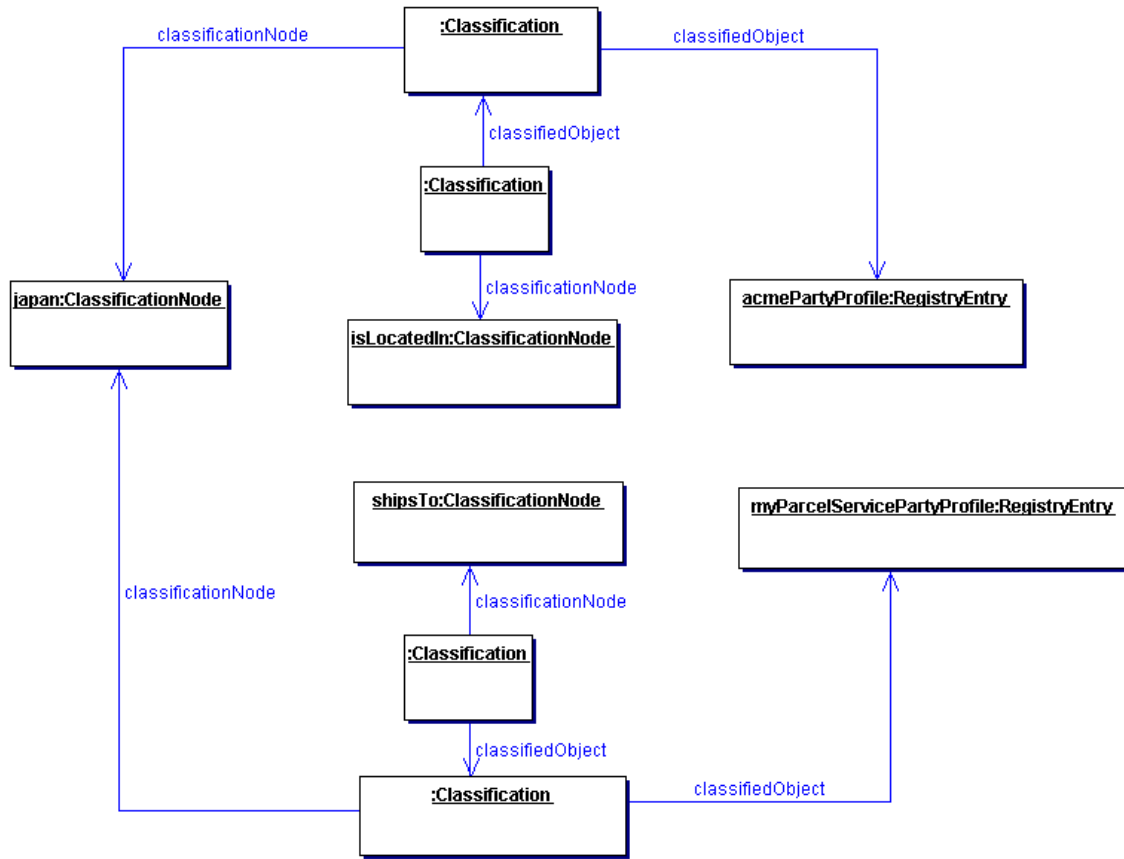 :Classification
classificationNode
classifiedObject
classifiedObject
:Classification
classificationNode
japan:ClassificationNode
acmePartyProfile:RegistryEntry
isLocatedIn:ClassificationNode
shipsTo:ClassificationNode
myParcelServicePartyProfile:RegistryEntry
classificationNode
classificationNode
:Classification
classifiedObject
classifiedObject
:Classification